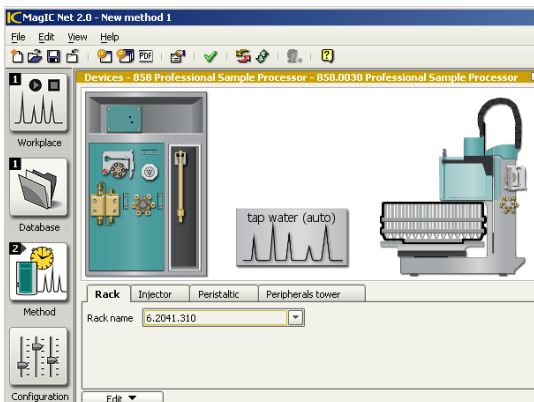 MagIC Net 2.0 - New method 1
File Edit View Help
PDF
Devices - 858 Professional Sample Processor - 858.0030 Professional Sample Processor
1
Workplace
tap water (auto)
1
Database
2
Method
Rack Injector Peristaltic Peripherals tower
Rack name 6.2041.310
Configuration
Edit